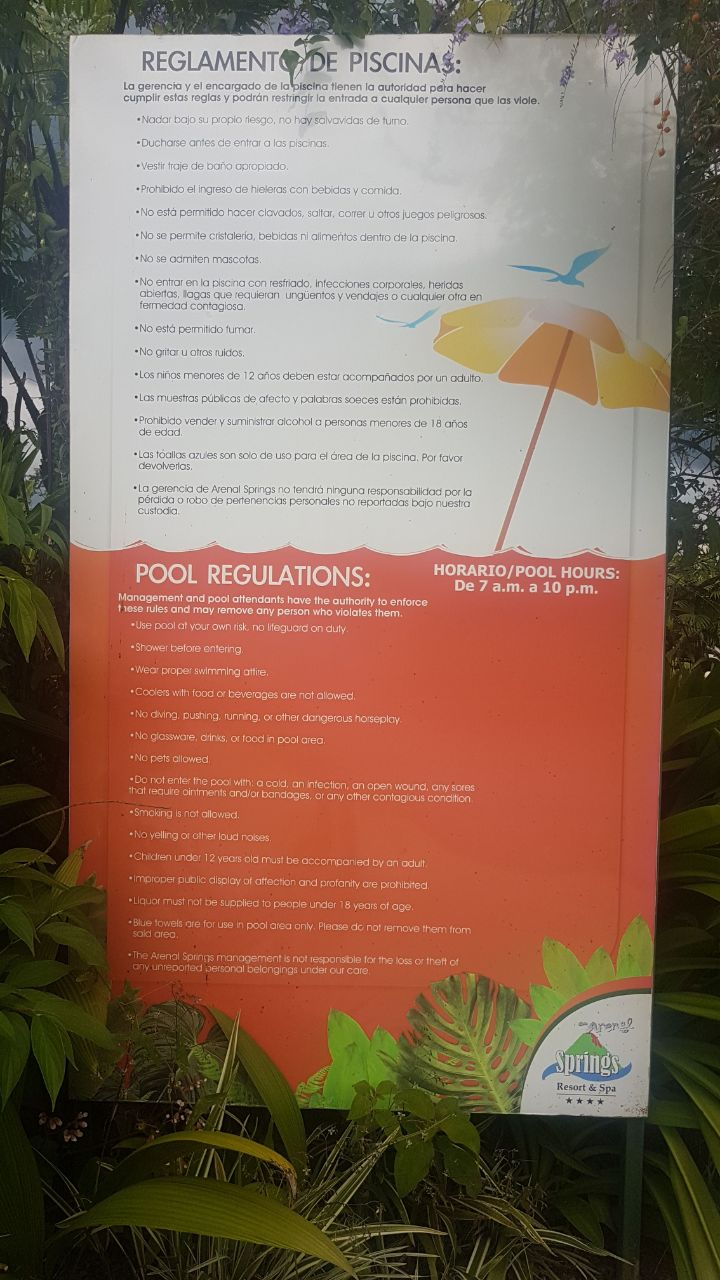 REGLAMENTO DE PISCINAS:
La gerencia y el encargado de la piscina tienen la autoridad para hacer
cumplir estas reglas y podrán restringir la entrada a cualquier persona que las viole.
•Nadar bajo su propio riesgo, no hay salvavidas de turno.
•Ducharse antes de entrar a las piscinas.
•Vestir traje de baño apropiado.
•Prohibido el ingreso de hieleras con bebidas y comida.
•No está permitido hacer clavados, saltar, correr u otros juegos peligrosos.
•No se permite cristalería, bebidas ni alimentos dentro de la piscina.
•No se admiten mascotas.
•No entrar en la piscina con resfriado, infecciones corporales, heridas
abiertas, llagas que requieran ungüentos y vendajes o cualquier otra en
fermedad contagiosa.
•No está permitido fumar.
•No gritar u otros ruidos.
•Los niños menores de 12 años deben estar acompañados por un adulto.
•Las muestras públicas de afecto y palabras soeces están prohibidas.
•Prohibido vender y suministrar alcohol a personas menores de 18 años
de edad.
•Las toallas azules son solo de uso para el área de la piscina. Por favor
devolverlas.
•La gerencia de Arenal Springs no tendrá ninguna responsabilidad por la
pérdida o robo de pertenencias personales no reportadas bajo nuestra
custodia.
POOL REGULATIONS:
HORARIO/POOL HOURS:
De 7 a.m. a 10 p.m.
Management and pool attendants have the authority to enforce
these rules and may remove any person who violates them.
•Use pool at your own risk, no lifeguard on duty.
•Shower before entering.
•Wear proper swimming attire.
•Coolers with food or beverages are not allowed.
•No diving, pushing, running, or other dangerous horseplay.
•No glassware, drinks, or food in pool area.
•No pets allowed.
•Do not enter the pool with: a cold, an infection, an open wound, any sores
that require ointments and/or bandages, or any other contagious condition.
•Smoking is not allowed.
•No yelling or other loud noises.
•Children under 12 years old must be accompanied by an adult.
•Improper public display of affection and profanity are prohibited.
•Liquor must not be supplied to people under 18 years of age.
•Blue towels are for use in pool area only. Please do not remove them from
said area.
•The Arenal Springs management is not responsible for the loss or theft of
any unreported personal belongings under our care.
Arenal
Springs
Resort & Spa